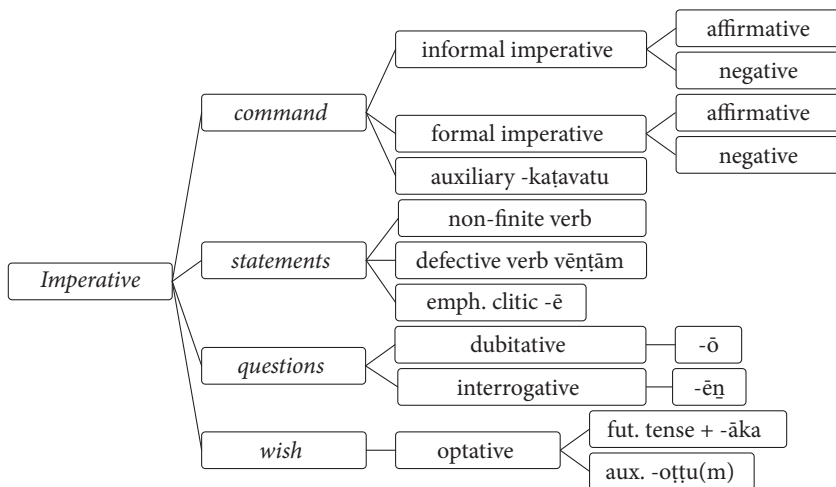 Imperative
command
informal imperative
affirmative
negative
formal imperative
affirmative
negative
auxiliary -kaṭavatu
statements
non-finite verb
defective verb vēṇṭām
emph. clitic -ē
questions
dubitative
-ō
interrogative
-ēṉ
wish
optative
fut. tense + -āka
aux. -oṭṭu(m)